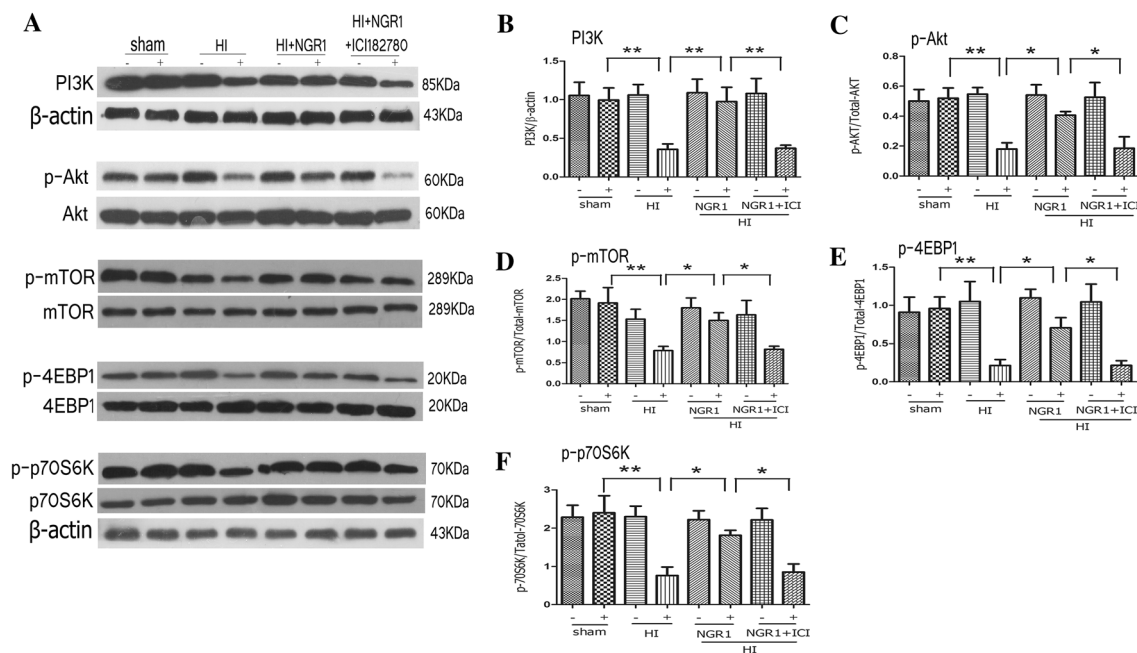 A
sham HI HI+NGR1 HI+NGR1
+ICI182780
- + - + - + - +
PI3K 85KDa
β-actin 43KDa
p-Akt 60KDa
Akt 60KDa
p-mTOR 289KDa
mTOR 289KDa
p-4EBP1 20KDa
4EBP1 20KDa
p-p70S6K 70KDa
p70S6K 70KDa
β-actin 43KDa
B
PI3K
** ** **
PI3K/β-actin
1.5
1.0
0.5
0.0
- + - + - + - +
sham HI NGR1 NGR1+ICI
HI
C
p-Akt
** * *
p-AKT/Total-AKT
0.8
0.6
0.4
0.2
0.0
- + - + - + - +
sham HI NGR1 NGR1+ICI
HI
D
p-mTOR
** * *
p-mTOR/Total-mTOR
2.5
2.0
1.5
1.0
0.5
0.0
- + - + - + - +
sham HI NGR1 NGR1+ICI
HI
E
p-4EBP1
** * *
p-4EBP1/Total-4EBP1
1.5
1.0
0.5
0.0
- + - + - + - +
sham HI NGR1 NGR1+ICI
HI
F
p-p70S6K
** * *
p-70S6K/Tatol-70S6K
3
2
1
0
- + - + - + - +
sham HI NGR1 NGR1+ICI
HI